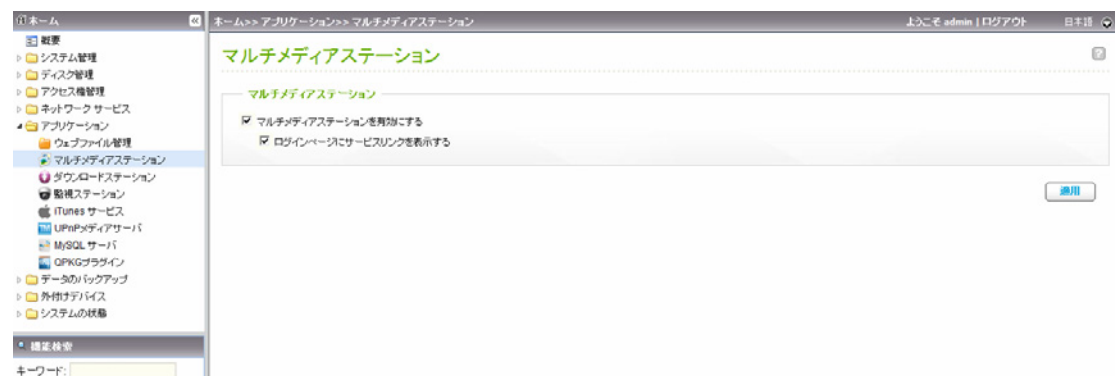 ホーム
ホーム>> アプリケーション>> マルチメディアステーション
ようこそ admin | ログアウト
日本語
概要
システム管理
ディスク管理
アクセス権管理
ネットワーク サービス
アプリケーション
ウェブファイル管理
マルチメディアステーション
ダウンロードステーション
監視ステーション
iTunes サービス
UPnPメディアサーバ
MySQL サーバ
QPKGプラグイン
データのバックアップ
外付けデバイス
システムの状態
機能検索
キーワード:
マルチメディアステーション
マルチメディアステーション
マルチメディアステーションを有効にする
ログインページにサービスリンクを表示する
適用